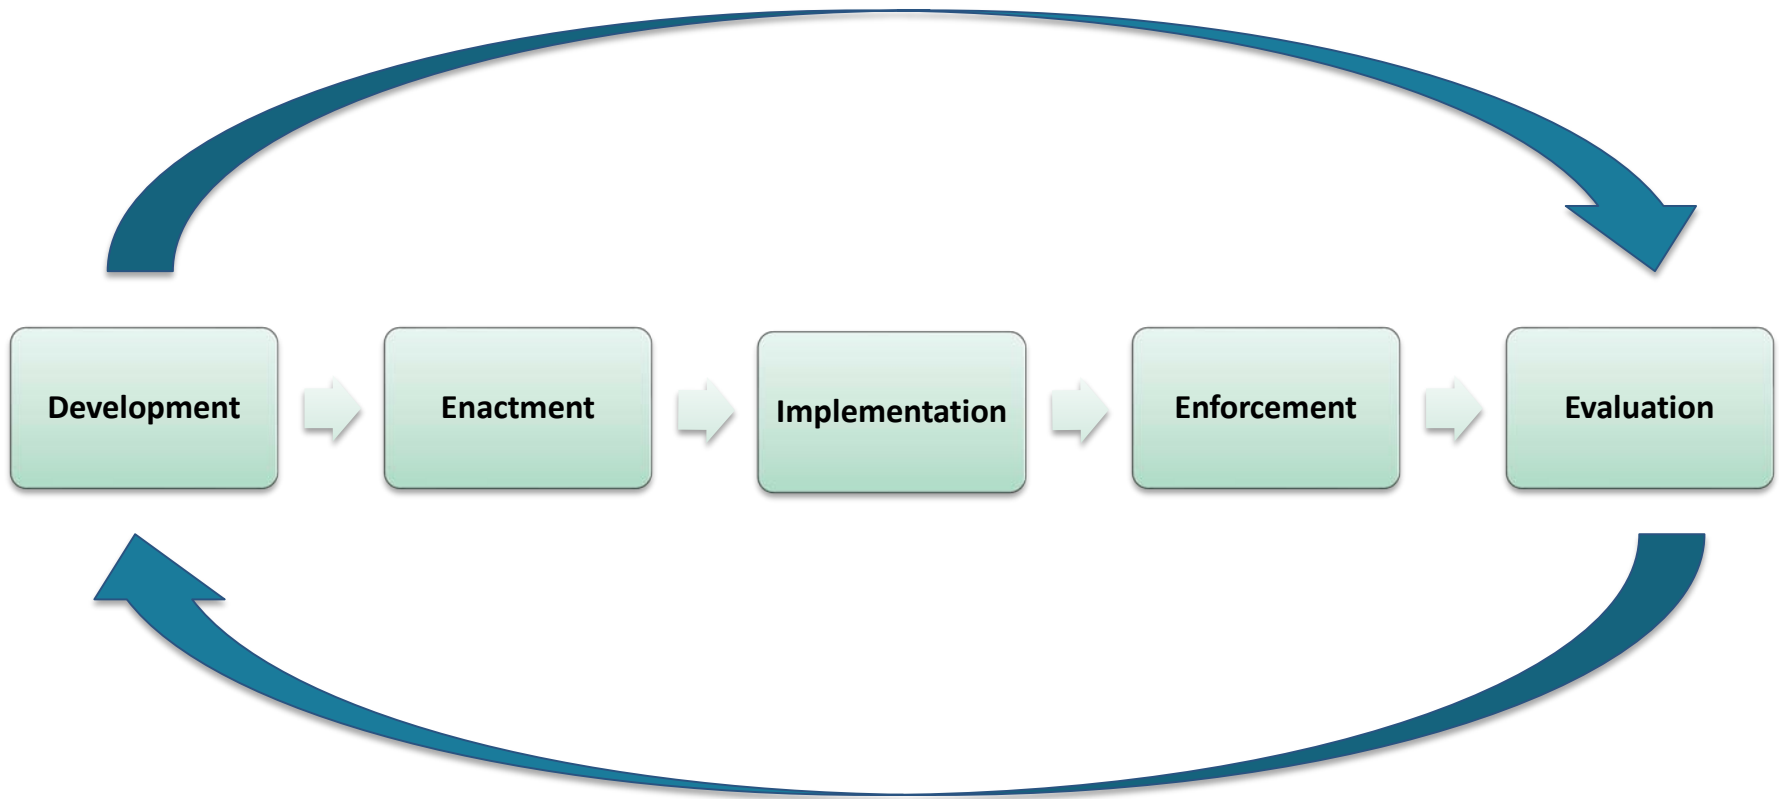 Development
Enactment
Implementation
Enforcement
Evaluation